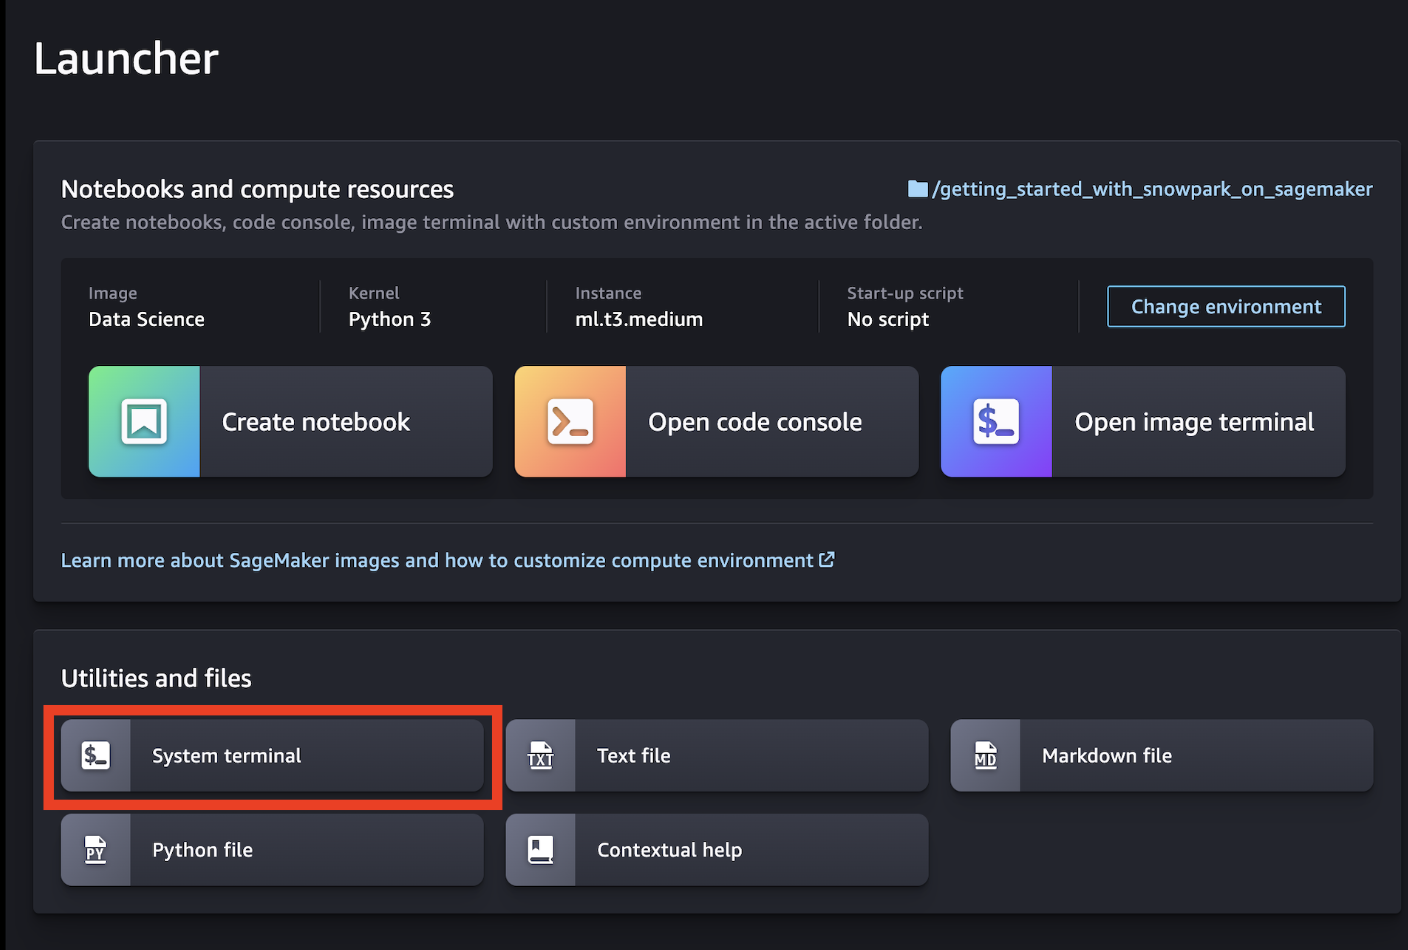 Launcher
Notebooks and compute resources
/getting_started_with_snowpark_on_sagemaker
Create notebooks, code console, image terminal with custom environment in the active folder.
Image
Data Science
Kernel
Python 3
Instance
ml.t3.medium
Start-up script
No script
Change environment
Create notebook
Open code console
$_
Open image terminal
Learn more about SageMaker images and how to customize compute environment
Utilities and files
$_
System terminal
TXT
Text file
MD
Markdown file
PY
Python file
Contextual help